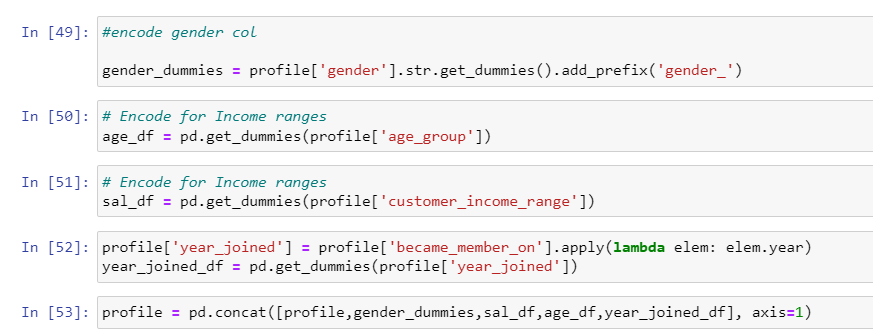 In [49]: #encode gender col
gender_dummies = profile['gender'].str.get_dummies().add_prefix('gender_')
In [50]: # Encode for Income ranges
age_df = pd.get_dummies(profile['age_group'])
In [51]: # Encode for Income ranges
sal_df = pd.get_dummies(profile['customer_income_range'])
In [52]: profile['year_joined'] = profile['became_member_on'].apply(lambda elem: elem.year)
year_joined_df = pd.get_dummies(profile['year_joined'])
In [53]: profile = pd.concat([profile,gender_dummies,sal_df,age_df,year_joined_df], axis=1)